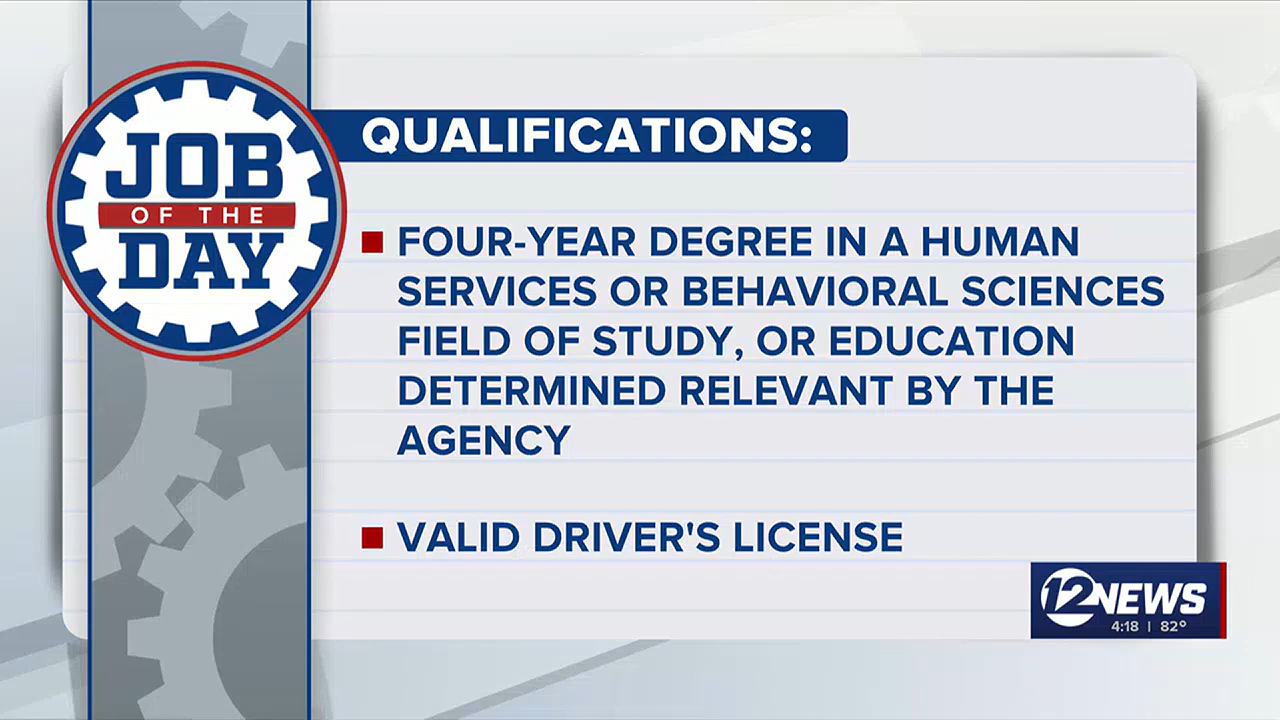 JOB
OF THE
DAY
QUALIFICATIONS:
FOUR-YEAR DEGREE IN A HUMAN
SERVICES OR BEHAVIORAL SCIENCES
FIELD OF STUDY, OR EDUCATION
DETERMINED RELEVANT BY THE
AGENCY
VALID DRIVER'S LICENSE
12NEWS
4:18 | 82°